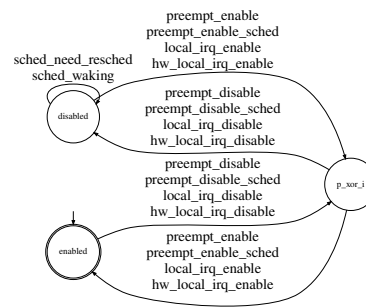 preempt_enable
preempt_enable_sched
local_irq_enable
hw_local_irq_enable
sched_need_resched
sched_waking
disabled
preempt_disable
preempt_disable_sched
local_irq_disable
hw_local_irq_disable
p_xor_i
preempt_disable
preempt_disable_sched
local_irq_disable
hw_local_irq_disable
enabled
preempt_enable
preempt_enable_sched
local_irq_enable
hw_local_irq_enable